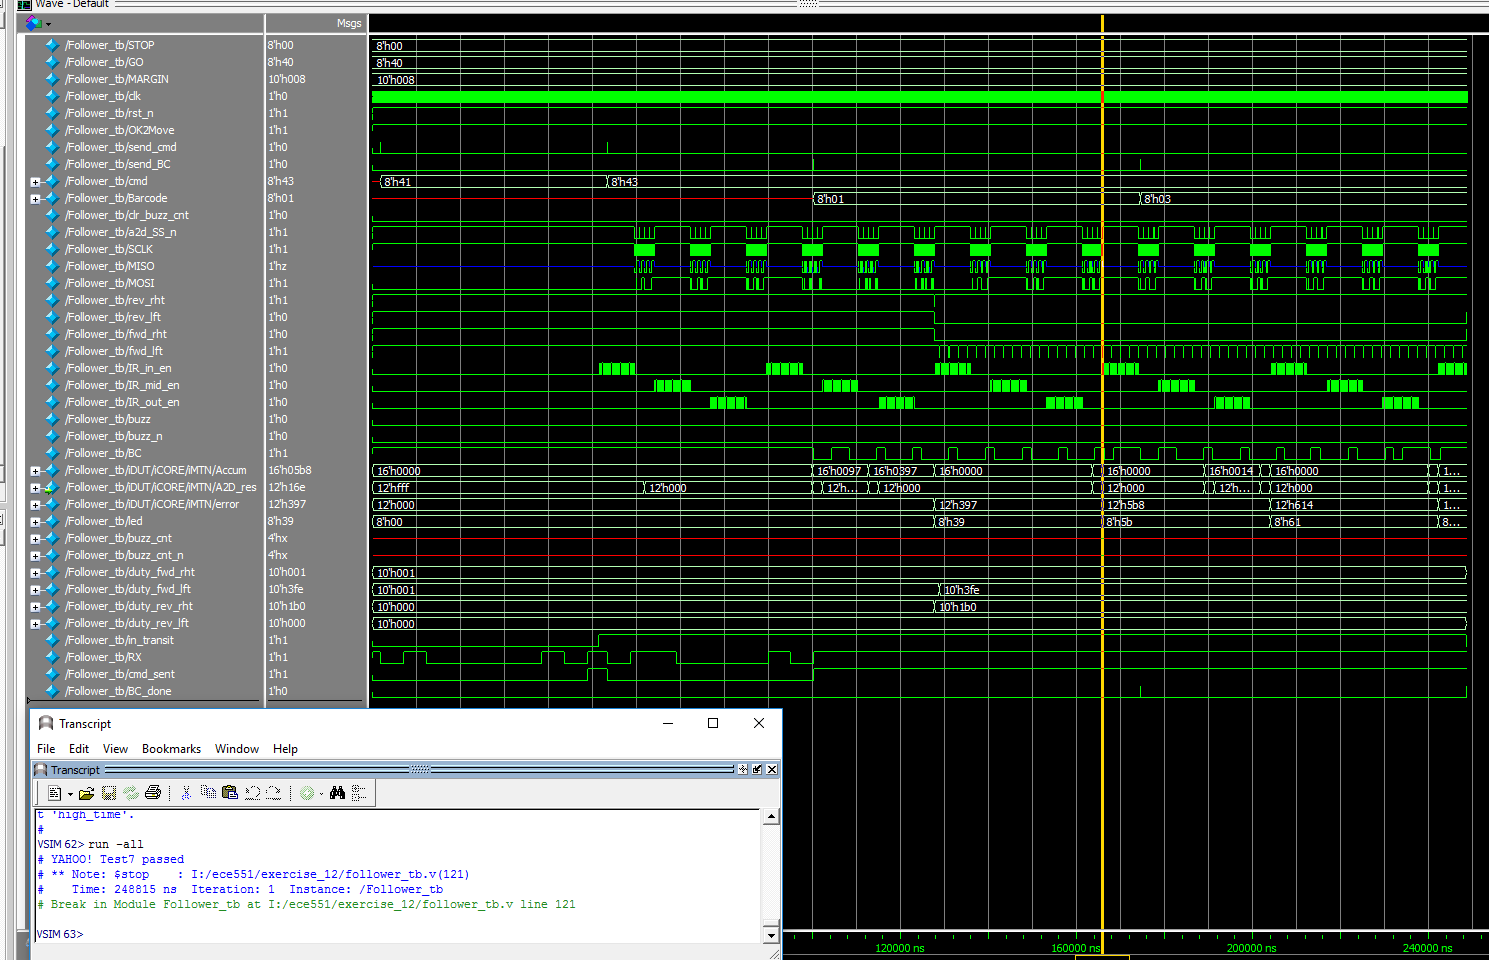 Wave - Default
Msgs
/Follower_tb/STOP 8'h00 8'h00
/Follower_tb/GO 8'h40 8'h40
/Follower_tb/MARGIN 10'h008 10'h008
/Follower_tb/clk 1'h0
/Follower_tb/rst_n 1'h1
/Follower_tb/OK2Move 1'h1
/Follower_tb/send_cmd 1'h0
/Follower_tb/send_BC 1'h0
/Follower_tb/cmd 8'h43 8'h41 8'h43
/Follower_tb/Barcode 8'h01 8'h01 8'h03
/Follower_tb/clr_buzz_cnt 1'h0
/Follower_tb/a2d_SS_n 1'h1
/Follower_tb/SCLK 1'h1
/Follower_tb/MISO 1'hz
/Follower_tb/MOSI 1'h1
/Follower_tb/rev_rht 1'h1
/Follower_tb/rev_lft 1'h0
/Follower_tb/fwd_rht 1'h0
/Follower_tb/fwd_lft 1'h1
/Follower_tb/IR_in_en 1'h0
/Follower_tb/IR_mid_en 1'h0
/Follower_tb/IR_out_en 1'h0
/Follower_tb/buzz 1'h0
/Follower_tb/buzz_n 1'h0
/Follower_tb/BC 1'h1
/Follower_tb/iDUT/iCORE/iMTN/Accum 16'h05b8 16'h0000 16'h0097 16'h0397 16'h0000 16'h0000 16'h0014 16'h0000 1...
/Follower_tb/iDUT/iCORE/iMTN/A2D_res 12'h16e 12'hfff 12'h000 12'h... 12'h000 12'h000 12'h... 12'h000 1...
/Follower_tb/iDUT/iCORE/iMTN/error 12'h397 12'h000 12'h397 12'h5b8 12'h614 1...
/Follower_tb/led 8'h39 8'h00 8'h39 8'h5b 8'h61 8...
/Follower_tb/buzz_cnt 4'hx
/Follower_tb/buzz_cnt_n 4'hx
/Follower_tb/duty_fwd_rht 10'h001 10'h001
/Follower_tb/duty_fwd_lft 10'h3fe 10'h001 10'h3fe
/Follower_tb/duty_rev_rht 10'h1b0 10'h000 10'h1b0
/Follower_tb/duty_rev_lft 10'h000 10'h000
/Follower_tb/in_transit 1'h1
/Follower_tb/RX 1'h1
/Follower_tb/cmd_sent 1'h1
/Follower_tb/BC_done 1'h0
Transcript
File Edit View Bookmarks Window Help
Transcript
t 'high_time'.
#
VSIM 62> run -all
# YAHOO! Test7 passed
# ** Note: $stop    : I:/ece551/exercise_12/follower_tb.v(121)
#    Time: 248815 ns  Iteration: 1  Instance: /Follower_tb
# Break in Module Follower_tb at I:/ece551/exercise_12/follower_tb.v line 121
VSIM 63>
120000 ns 160000 ns 200000 ns 240000 ns